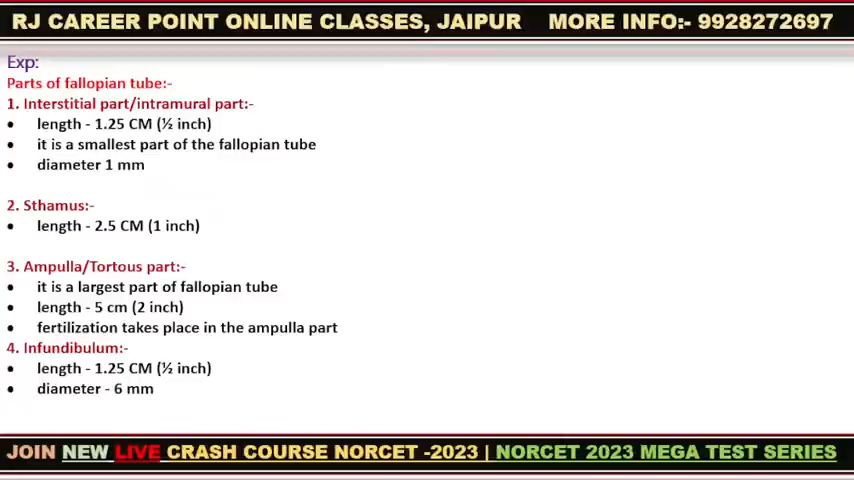 RJ CAREER POINT ONLINE CLASSES, JAIPUR MORE INFO:- 9928272697
Exp:
Parts of fallopian tube:-
1. Interstitial part/intramural part:-
• length - 1.25 CM (½ inch)
• it is a smallest part of the fallopian tube
• diameter 1 mm
2. Sthamus:-
• length - 2.5 CM (1 inch)
3. Ampulla/Tortous part:-
• it is a largest part of fallopian tube
• length - 5 cm (2 inch)
• fertilization takes place in the ampulla part
4. Infundibulum:-
• length - 1.25 CM (½ inch)
• diameter - 6 mm
JOIN NEW LIVE CRASH COURSE NORCET -2023 | NORCET 2023 MEGA TEST SERIES